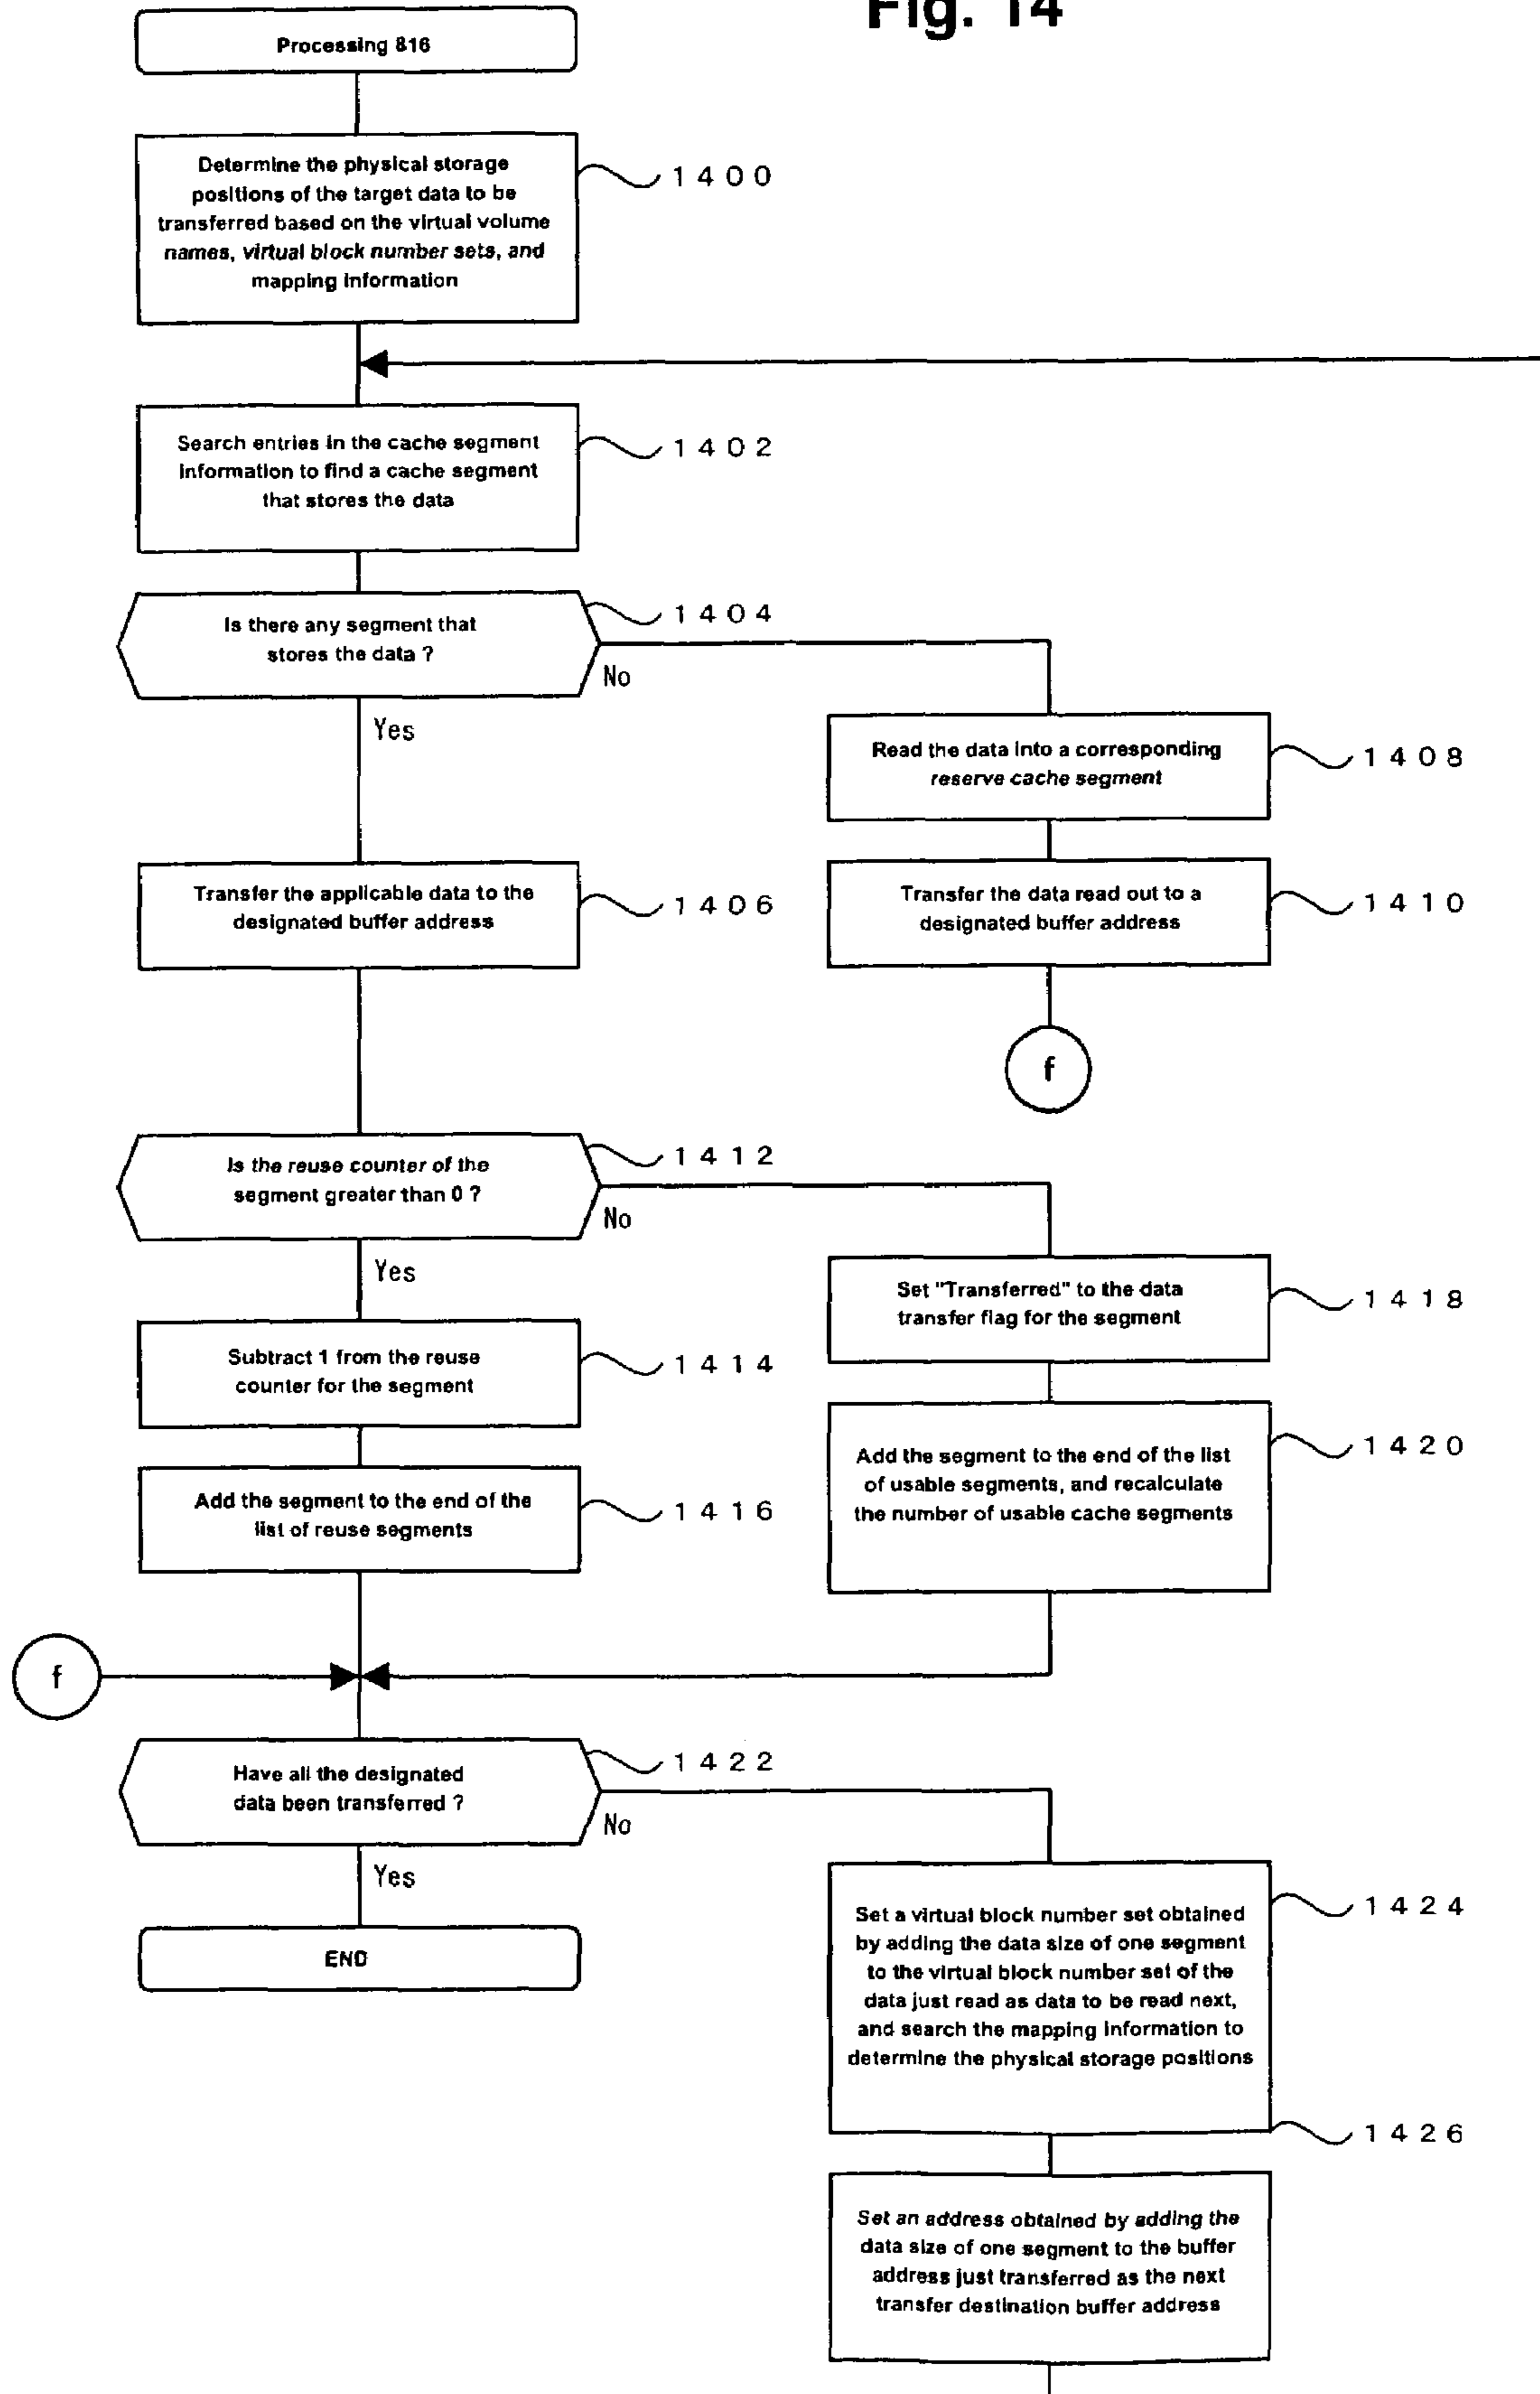 Fig. 14
Processing 816
Determine the physical storage
positions of the target data to be
transferred based on the virtual volume
names, virtual block number sets, and
mapping information
1400
Search entries in the cache segment
information to find a cache segment
that stores the data
1402
Is there any segment that
stores the data ?
1404
No
Yes
Read the data into a corresponding
reserve cache segment
1408
Transfer the applicable data to the
designated buffer address
1406
Transfer the data read out to a
designated buffer address
1410
f
Is the reuse counter of the
segment greater than 0 ?
1412
No
Yes
Set "Transferred" to the data
transfer flag for the segment
1418
Subtract 1 from the reuse
counter for the segment
1414
Add the segment to the end of the list
of usable segments, and recalculate
the number of usable cache segments
1420
Add the segment to the end of the
list of reuse segments
1416
f
Have all the designated
data been transferred ?
1422
No
Yes
END
Set a virtual block number set obtained
by adding the data size of one segment
to the virtual block number set of the
data just read as data to be read next,
and search the mapping information to
determine the physical storage positions
1424
1426
Set an address obtained by adding the
data size of one segment to the buffer
address just transferred as the next
transfer destination buffer address